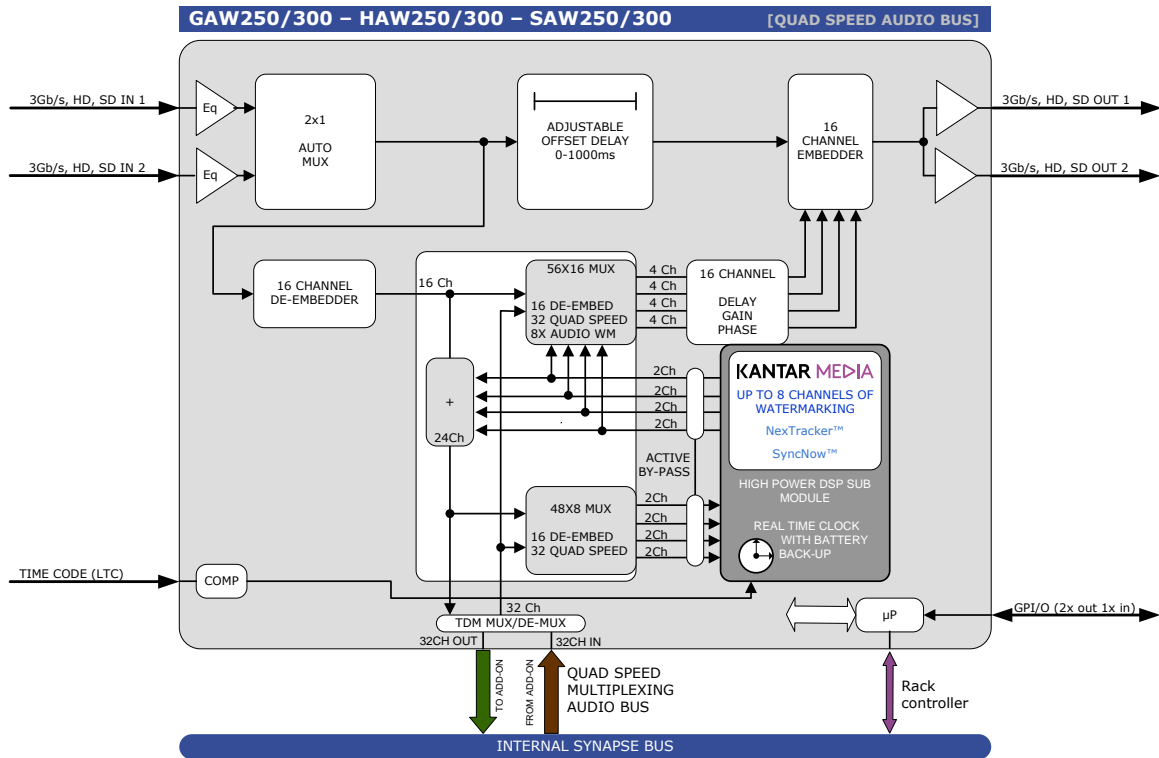 GAW250/300 – HAW250/300 – SAW250/300
[QUAD SPEED AUDIO BUS]
3Gb/s, HD, SD IN 1
Eq
2x1
AUTO
MUX
ADJUSTABLE
OFFSET DELAY
0-1000ms
16
CHANNEL
EMBEDDER
3Gb/s, HD, SD OUT 1
3Gb/s, HD, SD IN 2
Eq
3Gb/s, HD, SD OUT 2
16 CHANNEL
DE-EMBEDDER
16 Ch
56X16 MUX
16 DE-EMBED
32 QUAD SPEED
8X AUDIO WM
4 Ch
4 Ch
4 Ch
4 Ch
16 CHANNEL
DELAY
GAIN
PHASE
+
24Ch
2Ch
2Ch
2Ch
2Ch
KANTAR MEDIA
UP TO 8 CHANNELS OF
WATERMARKING
NexTracker™
SyncNow™
ACTIVE
BY-PASS
HIGH POWER DSP SUB
MODULE
48X8 MUX
16 DE-EMBED
32 QUAD SPEED
2Ch
2Ch
2Ch
2Ch
REAL TIME CLOCK
WITH BATTERY
BACK-UP
TIME CODE (LTC)
COMP
32 Ch
TDM MUX/DE-MUX
32CH OUT
32CH IN
µP
GPI/O (2x out 1x in)
TO ADD-ON
FROM ADD-ON
QUAD SPEED
MULTIPLEXING
AUDIO BUS
Rack
controller
INTERNAL SYNAPSE BUS